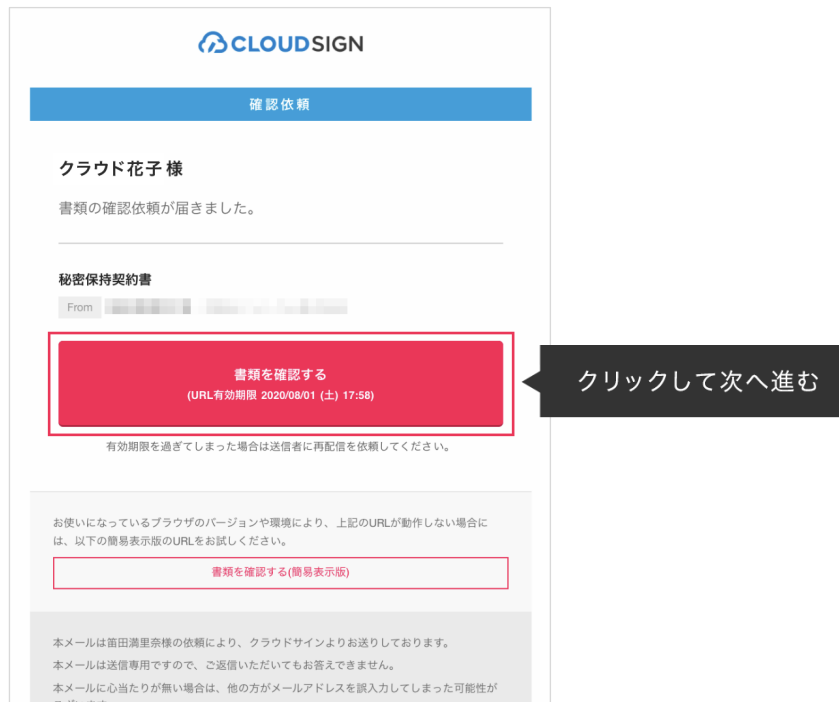 CLOUDSIGN
確認依頼
クラウド花子 様
書類の確認依頼が届きました。
秘密保持契約書
From
書類を確認する
(URL有効期限 2020/08/01 (土) 17:58)
クリックして次へ進む
有効期限を過ぎてしまった場合は送信者に再配信を依頼してください。
お使いになっているブラウザのバージョンや環境により、上記のURLが動作しない場合に
は、以下の簡易表示版のURLをお試しください。
書類を確認する(簡易表示版)
本メールは笛田満里奈様の依頼により、クラウドサインよりお送りしております。
本メールは送信専用ですので、ご返信いただいてもお答えできません。
本メールに心当たりが無い場合は、他の方がメールアドレスを誤入力してしまった可能性が